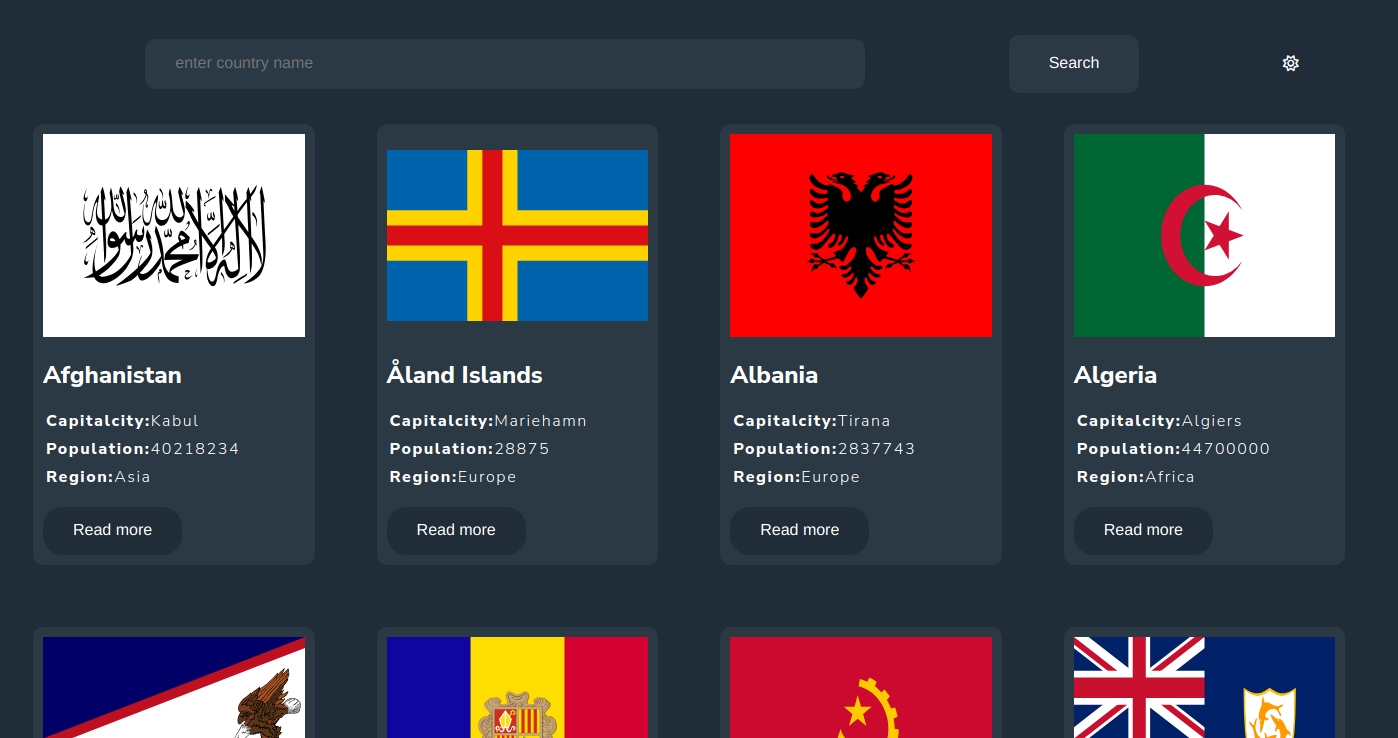 enter country name
Search
لا إله إلا الله محمد رسول الله
Afghanistan
Capitalcity:Kabul
Population:40218234
Region:Asia
Read more
Åland Islands
Capitalcity:Mariehamn
Population:28875
Region:Europe
Read more
Albania
Capitalcity:Tirana
Population:2837743
Region:Europe
Read more
Algeria
Capitalcity:Algiers
Population:44700000
Region:Africa
Read more